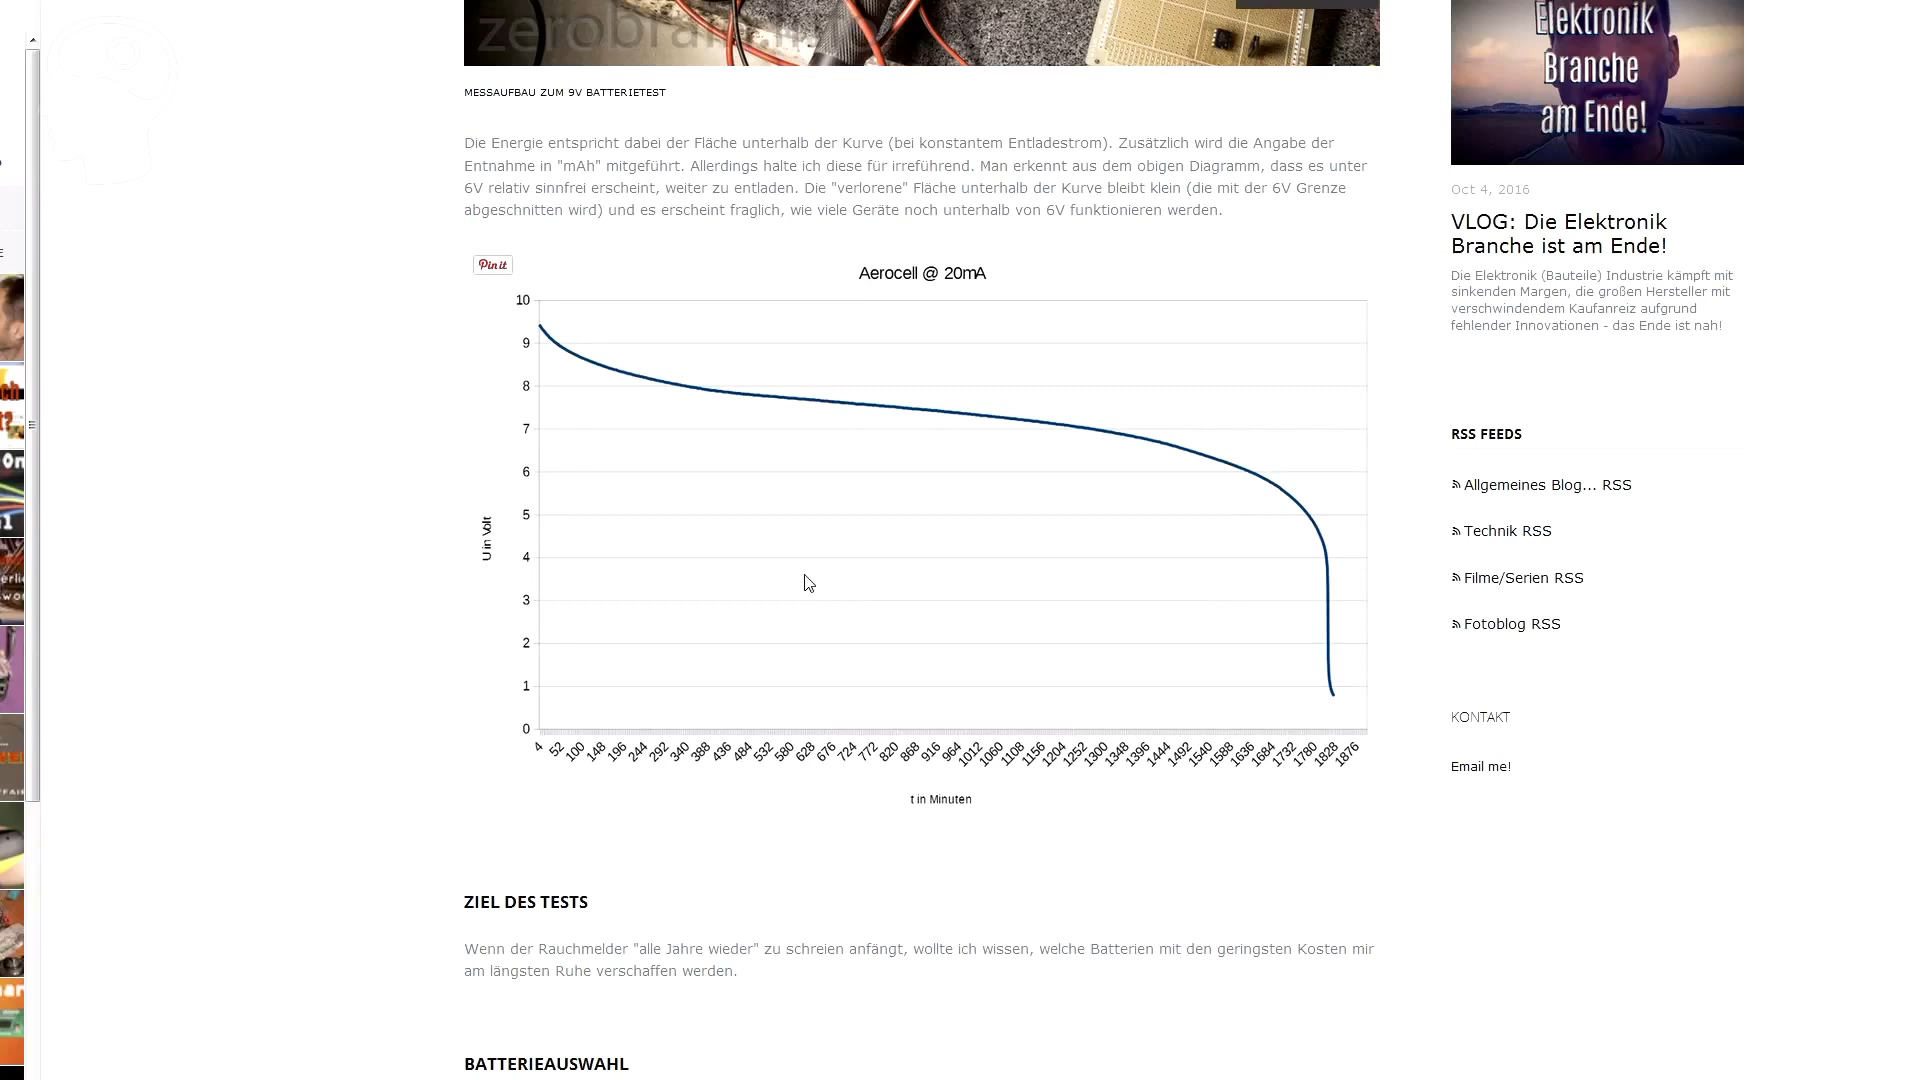 zerobrain.info
MESSAUFBAU ZUM 9V BATTERIETEST
Die Energie entspricht dabei der Fläche unterhalb der Kurve (bei konstantem Entladestrom). Zusätzlich wird die Angabe der
Entnahme in "mAh" mitgeführt. Allerdings halte ich diese für irreführend. Man erkennt aus dem obigen Diagramm, dass es unter
6V relativ sinnfrei erscheint, weiter zu entladen. Die "verlorene" Fläche unterhalb der Kurve bleibt klein (die mit der 6V Grenze
abgeschnitten wird) und es erscheint fraglich, wie viele Geräte noch unterhalb von 6V funktionieren werden.
Pin it
Aerocell @ 20mA
10
9
8
7
6
5
4
3
2
1
0
U in Volt
4 52 100 148 196 244 292 340 388 436 484 532 580 628 676 724 772 820 868 916 964 1012 1060 1108 1156 1204 1252 1300 1348 1396 1444 1492 1540 1588 1636 1684 1732 1780 1828 1876
t in Minuten
ZIEL DES TESTS
Wenn der Rauchmelder "alle Jahre wieder" zu schreien anfängt, wollte ich wissen, welche Batterien mit den geringsten Kosten mir
am längsten Ruhe verschaffen werden.
BATTERIEAUSWAHL
Elektronik
Branche
am Ende!
Oct 4, 2016
VLOG: Die Elektronik
Branche ist am Ende!
Die Elektronik (Bauteile) Industrie kämpft mit
sinkenden Margen, die großen Hersteller mit
verschwindendem Kaufanreiz aufgrund
fehlender Innovationen - das Ende ist nah!
RSS FEEDS
Allgemeines Blog... RSS
Technik RSS
Filme/Serien RSS
Fotoblog RSS
KONTAKT
Email me!